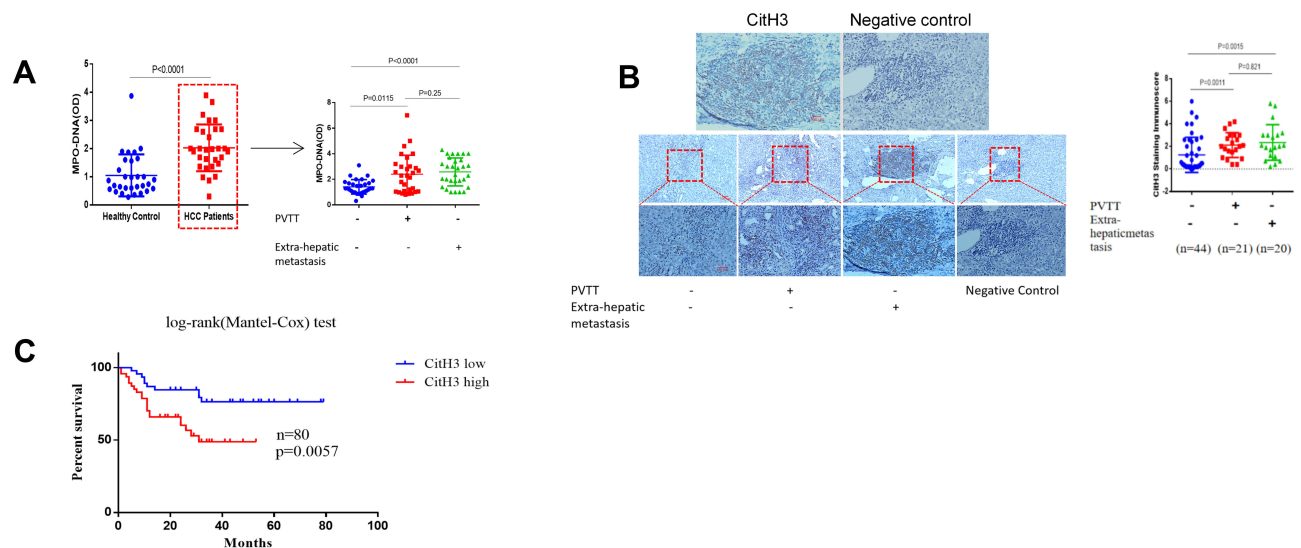 A
MPO-DNA(OD)
5
4
3
2
1
0
P<0.0001
Healthy Control
HCC Patients
MPO-DNA(OD)
8
6
4
2
0
P<0.0001
P=0.0115
P=0.25
PVTT - + -
Extra-hepatic - - +
metastasis
B
CitH3 Negative control
PVTT - + -
Extra-hepatic - - +
metastasis
Negative Control
CitH3 Staining Immunoscore
8
6
4
2
0
P=0.0015
P=0.821
P=0.0011
PVTT - + -
Extra- - - +
hepaticmetas
tasis
(n=44) (n=21) (n=20)
C
log-rank(Mantel-Cox) test
Percent survival
100
50
0
0 20 40 60 80 100
Months
CitH3 low
CitH3 high
n=80
p=0.0057